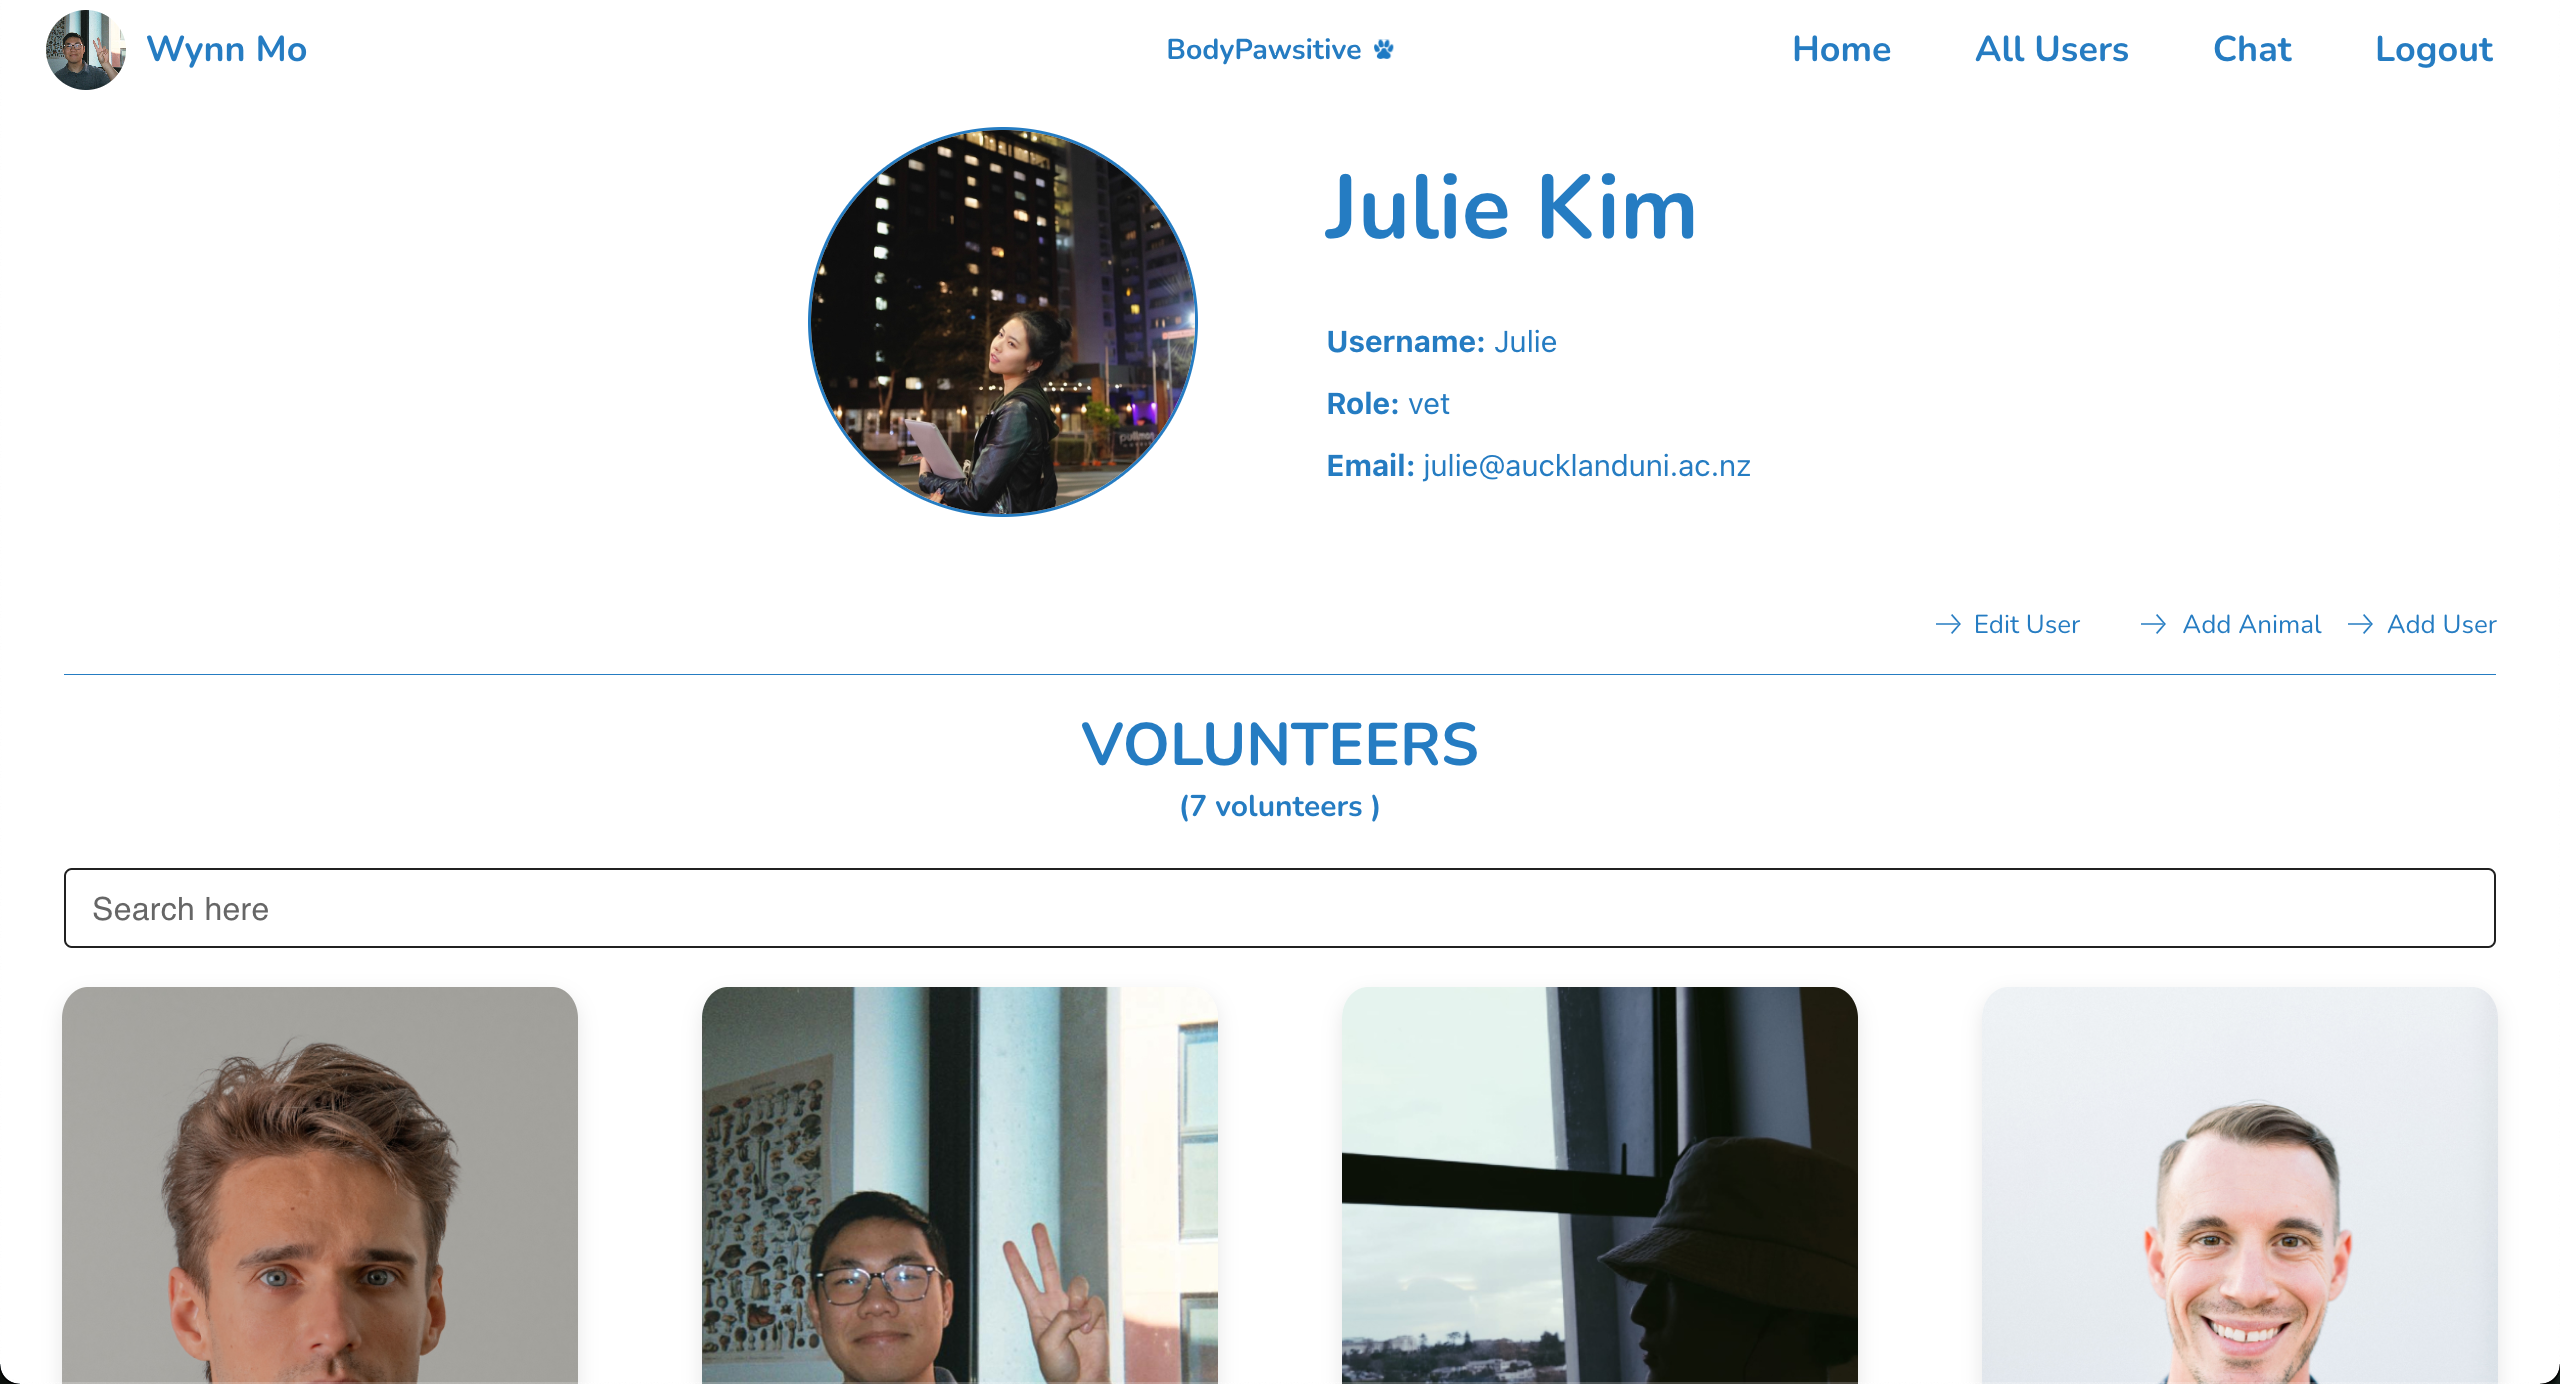 Wynn Mo
BodyPawsitive
Home
All Users
Chat
Logout
Julie Kim
Username: Julie
Role: vet
Email: julie@aucklanduni.ac.nz
pullman
→ Edit User
→ Add Animal
→ Add User
VOLUNTEERS
(7 volunteers )
Search here